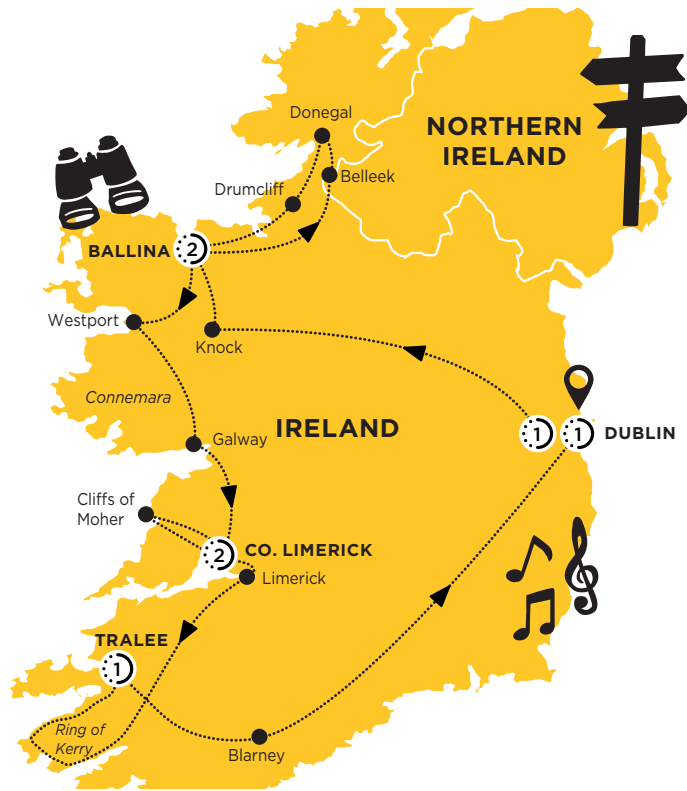 Donegal
NORTHERN
IRELAND
Belleek
Drumcliff
BALLINA
2
Westport
Knock
Connemara
IRELAND
1
1
DUBLIN
Galway
Cliffs of
Moher
2
CO. LIMERICK
Limerick
TRALEE
1
Ring of
Kerry
Blarney